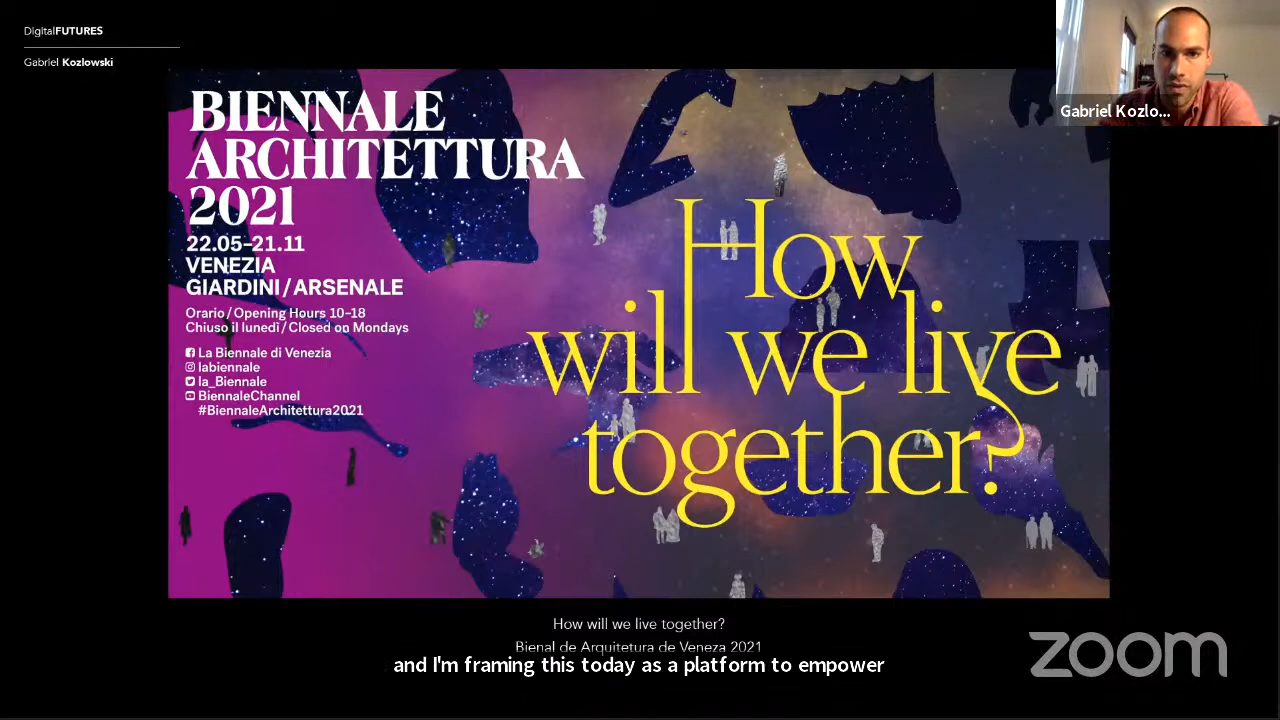 DigitalFUTURES
Gabriel Kozlowski
Gabriel Kozlo...
BIENNALE
ARCHITETTURA
2021
22.05-21.11
VENEZIA
GIARDINI/ARSENALE
Orario/Opening Hours 10-18
Chiuso il lunedì/Closed on Mondays
La Biennale di Venezia
labiennale
la_Biennale
BiennaleChannel
#BiennaleArchitettura2021
How
will we live
together?
How will we live together?
Bienal de Arquitetura de Veneza 2021
and I'm framing this today as a platform to empower
zoom